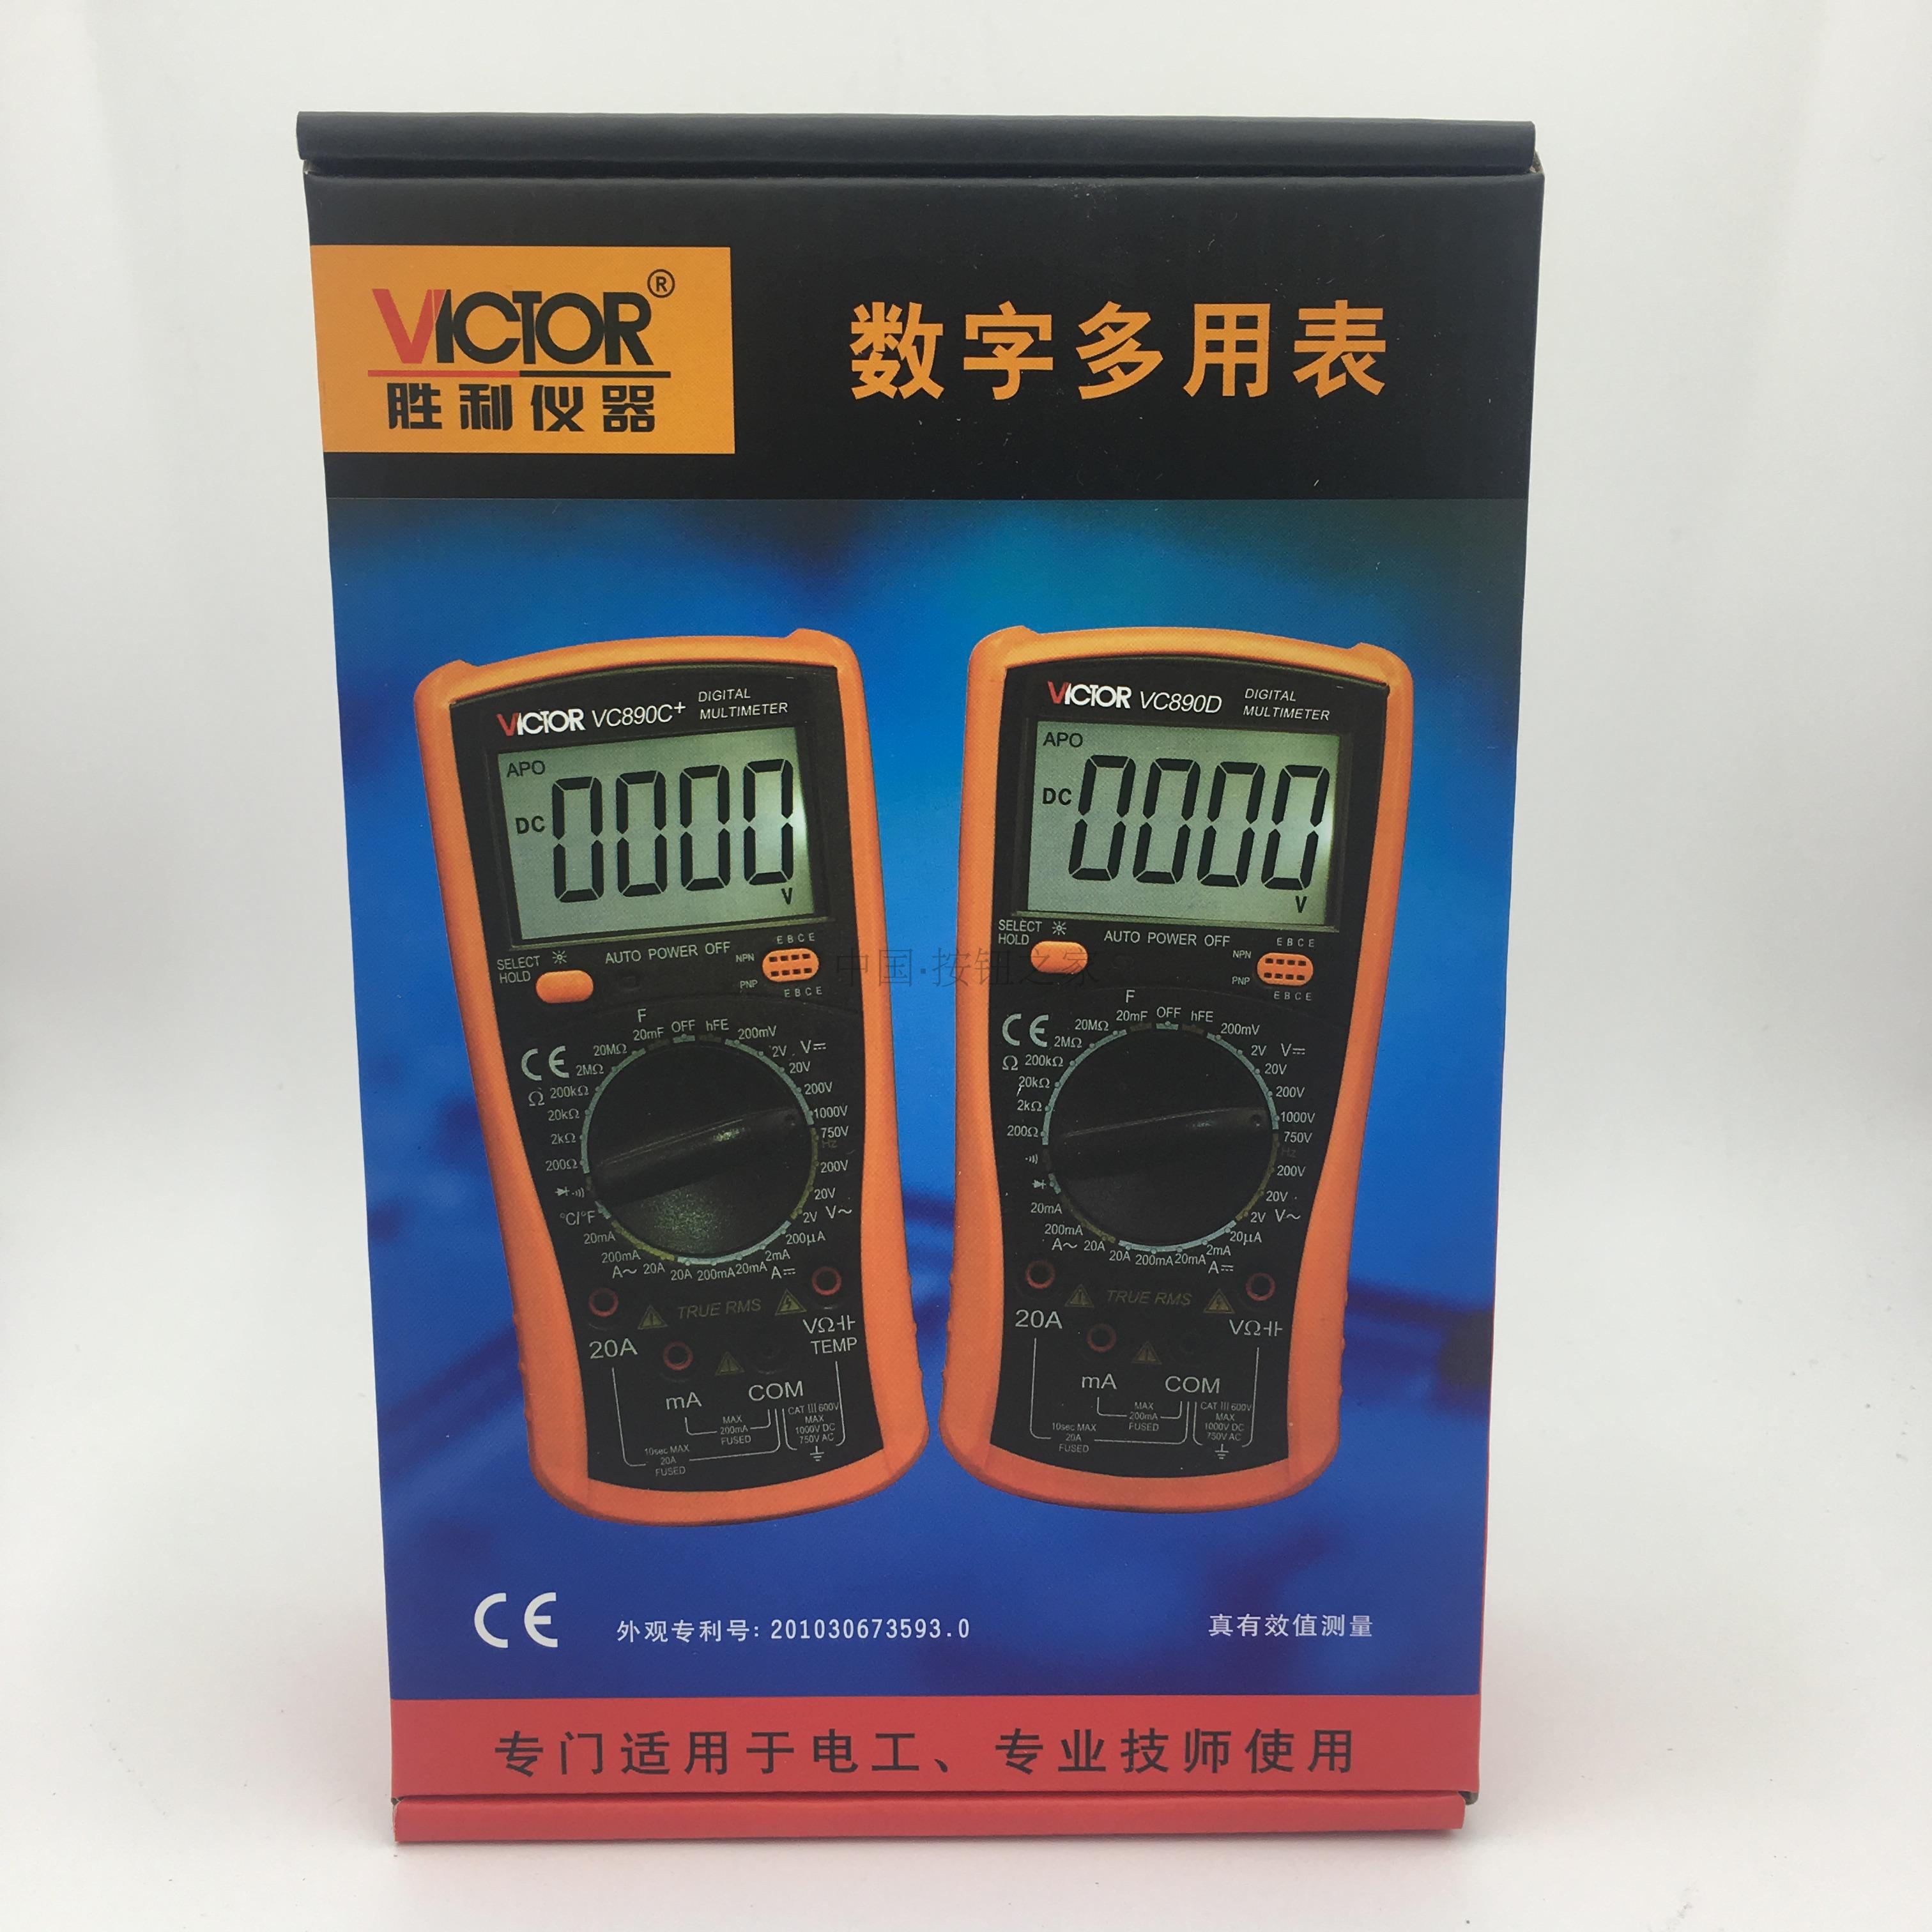 VICTOR®
胜利仪器
数字多用表
VICTOR VC890C+ DIGITAL MULTIMETER
APO
DC 0000 V
SELECT HOLD
AUTO POWER OFF
E B C E
NPN
PNP
E B C E
F
20mF OFF hFE 200mV
20MΩ
2MΩ
Ω 200kΩ
20kΩ
2kΩ
200Ω
°C/°F
20mA
200mA
A~ 20A
20A 200mA 20mA A⎓
2mA
200µA
2V V⎓
20V
200V
1000V
750V
Hz
200V
20V
2V V~
CE
TRUE RMS
20A
mA
COM
VΩ⊣⊢
TEMP
MAX
200mA
FUSED
10sec MAX
20A
FUSED
CAT III 600V
MAX
1000V DC
750V AC
VICTOR VC890D DIGITAL MULTIMETER
APO
DC 0000 V
SELECT HOLD
AUTO POWER OFF
E B C E
NPN
PNP
E B C E
F
20mF OFF hFE 200mV
20MΩ
2MΩ
Ω 200kΩ
20kΩ
2kΩ
200Ω
20mA
200mA
A~ 20A
20A 200mA 20mA A⎓
2mA
20µA
2V V⎓
20V
200V
1000V
750V
Hz
200V
20V
2V V~
CE
TRUE RMS
20A
mA
COM
VΩ⊣⊢
MAX
200mA
FUSED
10sec MAX
20A
FUSED
CAT III 600V
MAX
1000V DC
750V AC
中国·按钮之家
CE
外观专利号: 201030673593.0
真有效值测量
专门适用于电工、专业技师使用